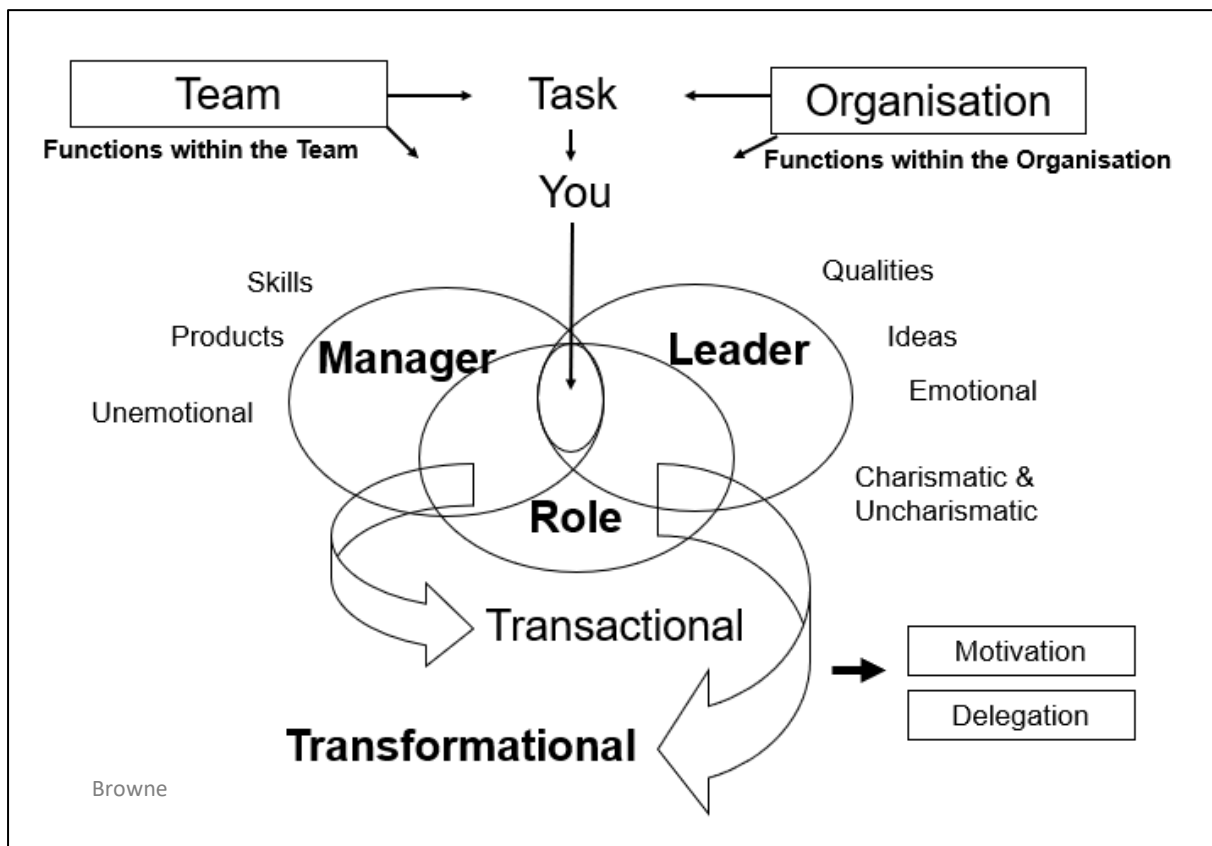 Team
Task
Organisation
Functions within the Team
Functions within the Organisation
You
Skills
Products
Unemotional
Manager
Leader
Role
Qualities
Ideas
Emotional
Charismatic &
Uncharismatic
Transactional
Transformational
Motivation
Delegation
Browne